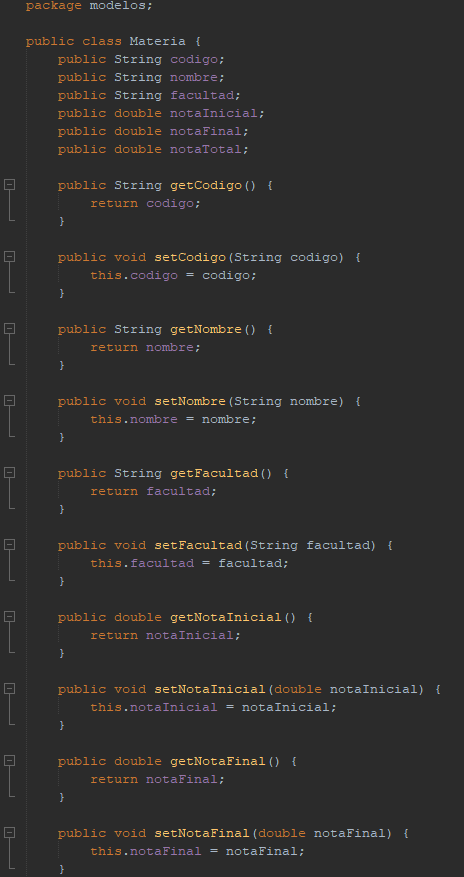 package modelos;
public class Materia {
public String codigo;
public String nombre;
public String facultad;
public double notaInicial;
public double notaFinal;
public double notaTotal;
public String getCodigo() {
return codigo;
}
public void setCodigo(String codigo) {
this.codigo = codigo;
}
public String getNombre() {
return nombre;
}
public void setNombre(String nombre) {
this.nombre = nombre;
}
public String getFacultad() {
return facultad;
}
public void setFacultad(String facultad) {
this.facultad = facultad;
}
public double getNotaInicial() {
return notaInicial;
}
public void setNotaInicial(double notaInicial) {
this.notaInicial = notaInicial;
}
public double getNotaFinal() {
return notaFinal;
}
public void setNotaFinal(double notaFinal) {
this.notaFinal = notaFinal;
}